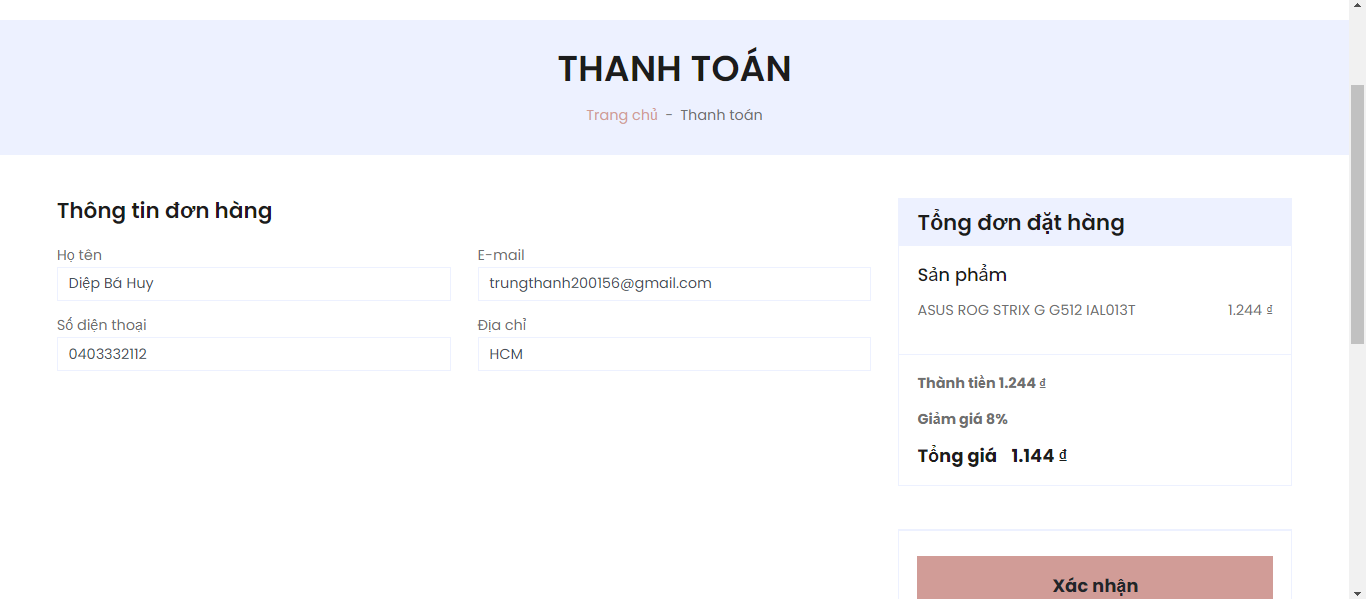 THANH TOÁN
Trang chủ - Thanh toán
Thông tin đơn hàng
Họ tên
Diệp Bá Huy
E-mail
trungthanh200156@gmail.com
Số điện thoại
0403332112
Địa chỉ
HCM
Tổng đơn đặt hàng
Sản phẩm
ASUS ROG STRIX G G512 IAL013T 1.244 ₫
Thành tiền 1.244 ₫
Giảm giá 8%
Tổng giá 1.144 ₫
Xác nhận